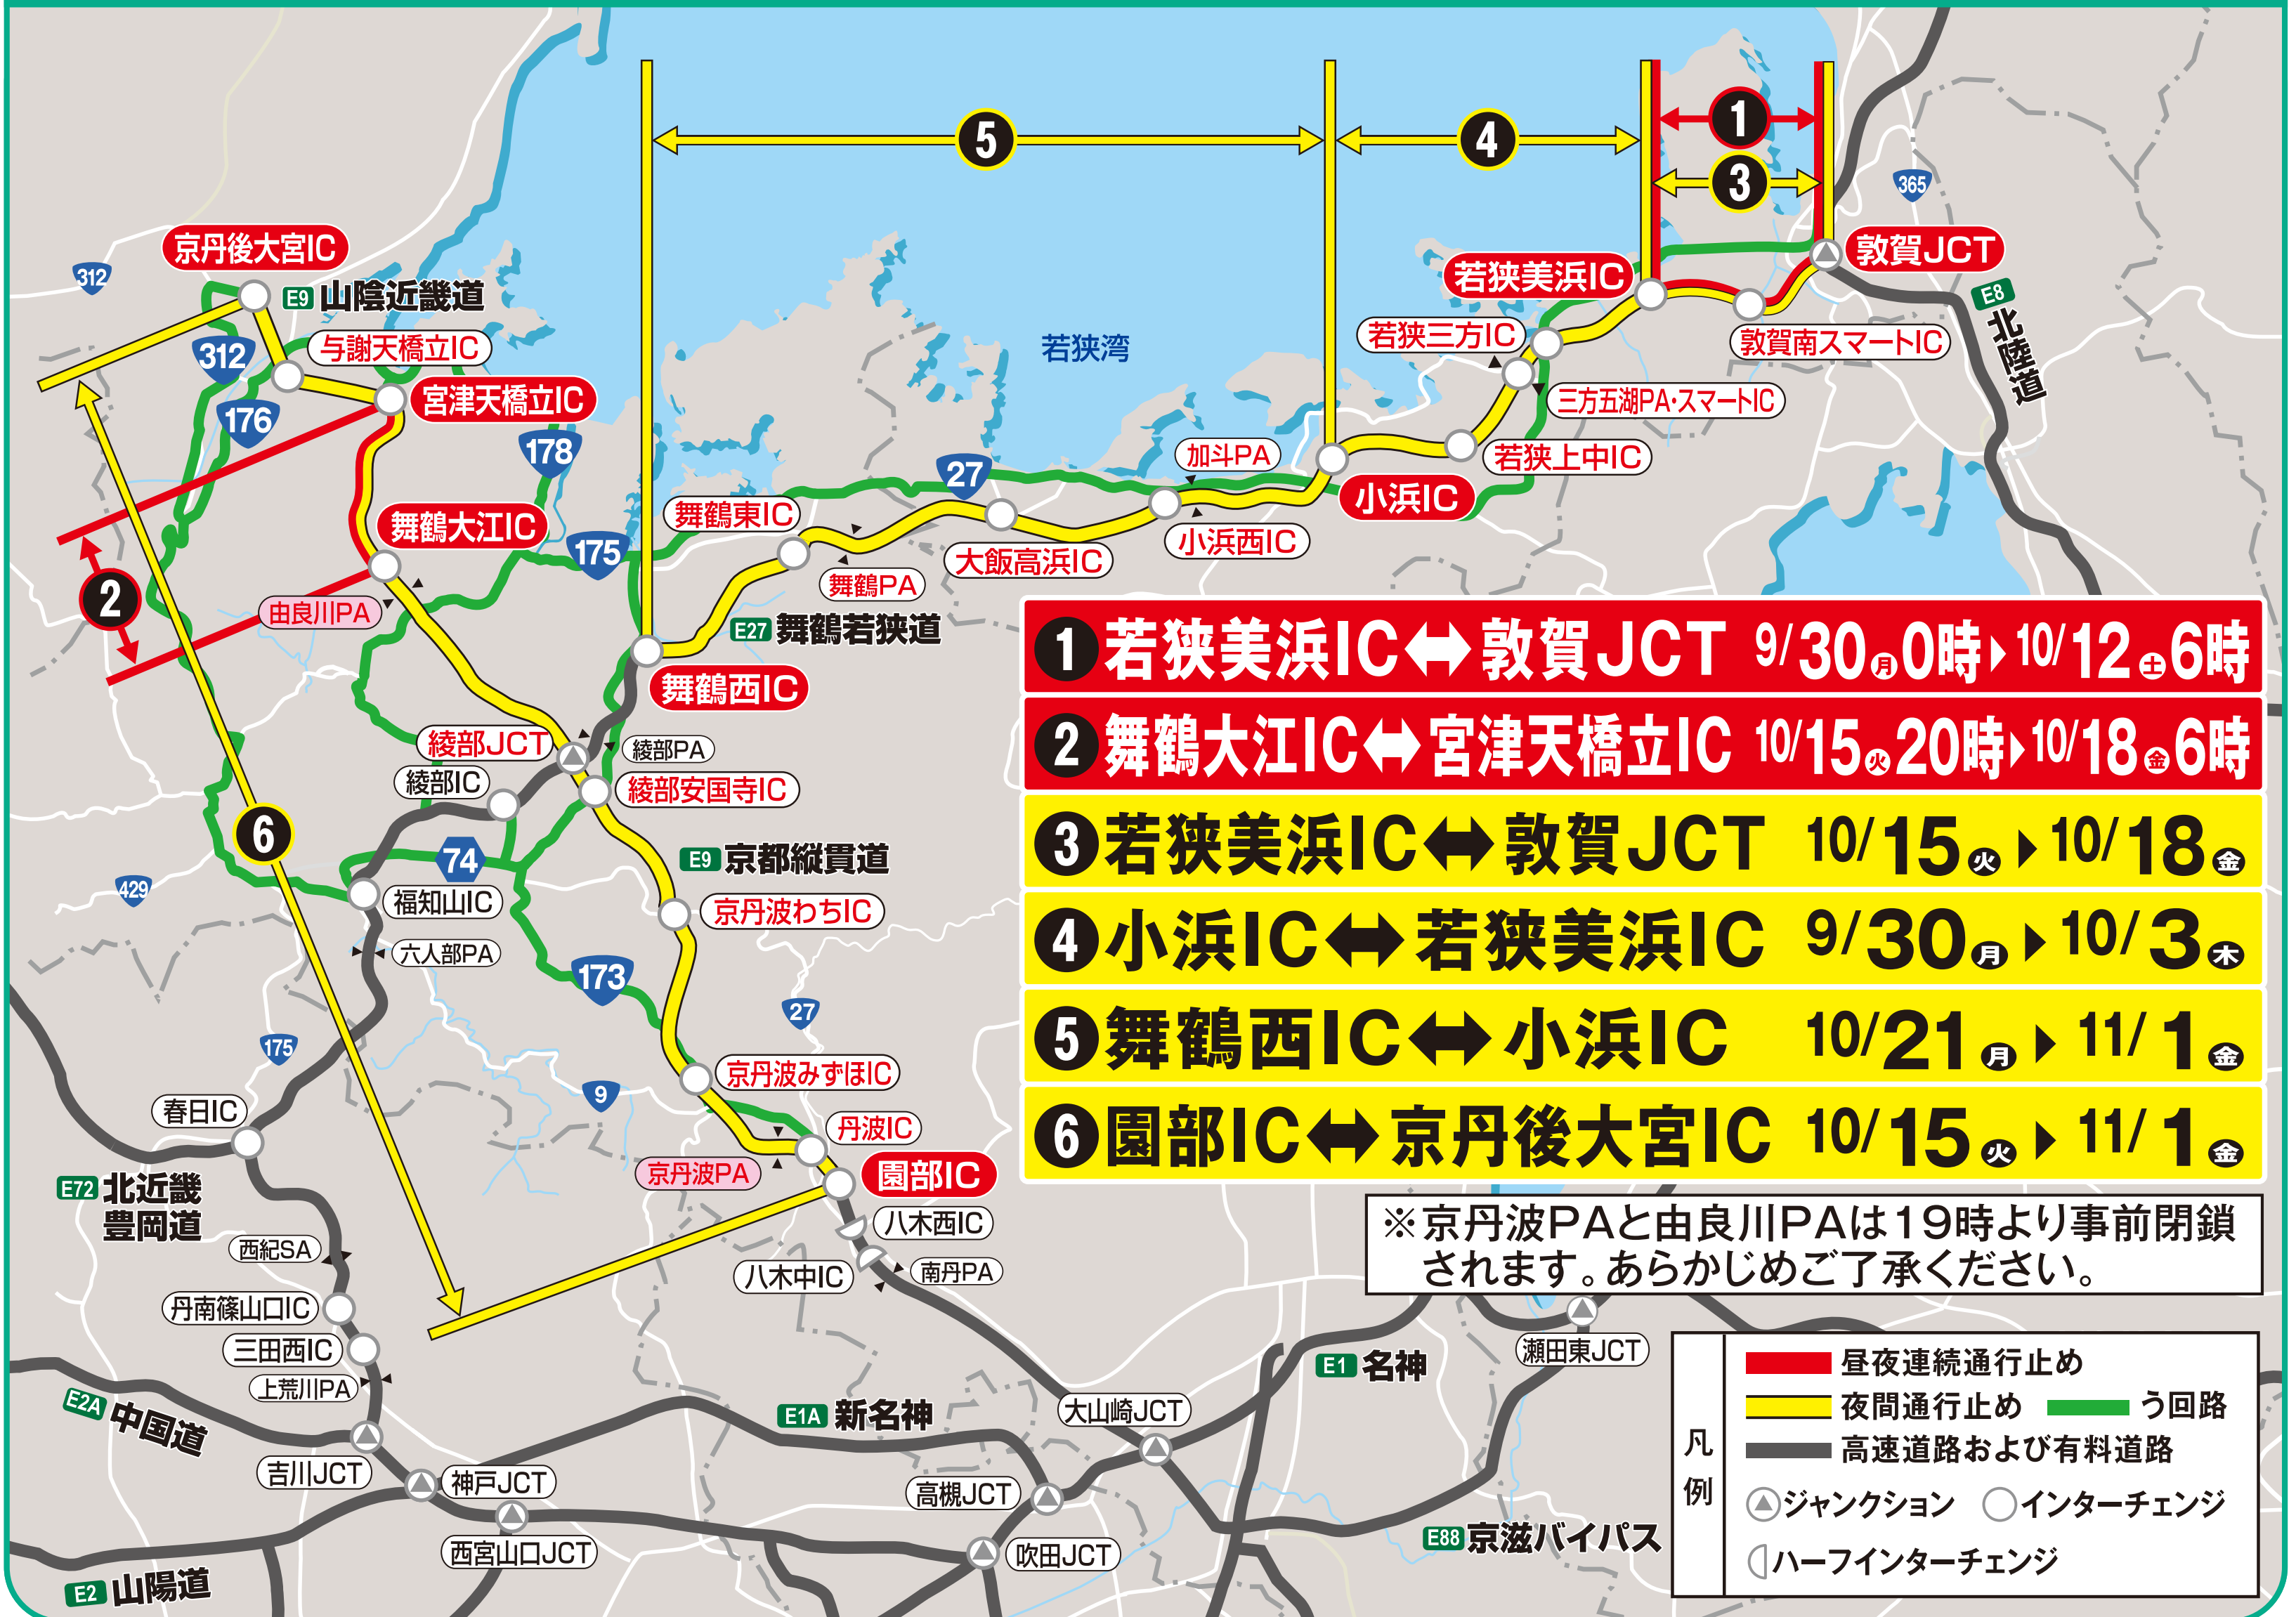 5
4
1
3
365
京丹後大宮IC
敦賀JCT
若狭美浜IC
312
E9 山陰近畿道
E8
北陸道
若狭三方IC
敦賀南スマートIC
若狭湾
与謝天橋立IC
312
宮津天橋立IC
三方五湖PA・スマートIC
176
178
加斗PA
若狭上中IC
27
小浜IC
舞鶴東IC
舞鶴大江IC
小浜西IC
175
大飯高浜IC
舞鶴PA
2
由良川PA
E27 舞鶴若狭道
舞鶴西IC
綾部JCT
綾部PA
綾部IC
綾部安国寺IC
6
74
E9 京都縦貫道
429
福知山IC
京丹波わちIC
六人部PA
173
27
175
京丹波みずほIC
9
春日IC
丹波IC
京丹波PA
園部IC
E72 北近畿
豊岡道
八木西IC
西紀SA
八木中IC
南丹PA
丹南篠山口IC
三田西IC
上荒川PA
E2A 中国道
吉川JCT
神戸JCT
西宮山口JCT
E2 山陽道
E1A 新名神
大山崎JCT
高槻JCT
吹田JCT
E1 名神
瀬田東JCT
E88 京滋バイパス
1 若狭美浜IC⬌敦賀JCT 9/30月0時▶10/12土6時
2 舞鶴大江IC⬌宮津天橋立IC 10/15火20時▶10/18金6時
3 若狭美浜IC⬌敦賀JCT 10/15火▶10/18金
4 小浜IC⬌若狭美浜IC 9/30月▶10/3木
5 舞鶴西IC⬌小浜IC 10/21月▶11/1金
6 園部IC⬌京丹後大宮IC 10/15火▶11/1金
※京丹波PAと由良川PAは19時より事前閉鎖
されます。あらかじめご了承ください。
凡例
昼夜連続通行止め
夜間通行止め う回路
高速道路および有料道路
ジャンクション インターチェンジ
ハーフインターチェンジ